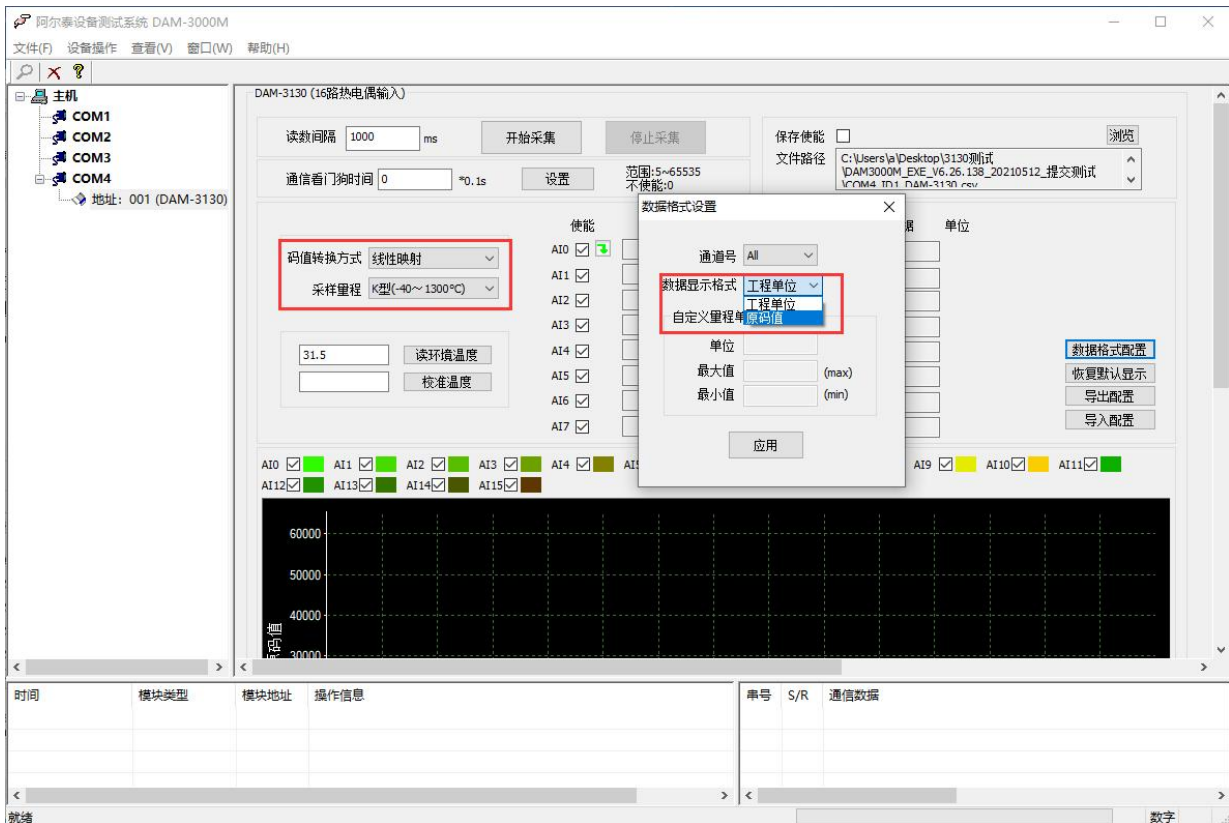 阿尔泰设备测试系统 DAM-3000M
文件(F) 设备操作 查看(V) 窗口(W) 帮助(H)
主机
COM1
COM2
COM3
COM4
地址：001 (DAM-3130)
DAM-3130 (16路热电偶输入)
读数间隔 1000 ms 开始采集 停止采集
通信看门狗时间 0 *0.1s 设置 范围:5~65535
不使能:0
保存使能 浏览
文件路径 C:\Users\a\Desktop\3130测试
\DAM3000M_EXE_V6.26.138_20210512_提交测试
\COM4_ID1_DAM-3130.csv
码值转换方式 线性映射
采样量程 K型(-40～1300℃)
31.5 读环境温度
校准温度
使能
AI0
AI1
AI2
AI3
AI4
AI5
AI6
AI7
单位
数据格式设置
通道号 All
数据显示格式 工程单位
工程单位
原码值
自定义量程单
单位
最大值 (max)
最小值 (min)
应用
数据格式配置
恢复默认显示
导出配置
导入配置
AI0 AI1 AI2 AI3 AI4 AI5 AI9 AI10 AI11
AI12 AI13 AI14 AI15
60000
50000
40000
30000
原码值
时间 模块类型 模块地址 操作信息
串号 S/R 通信数据
就绪 数字